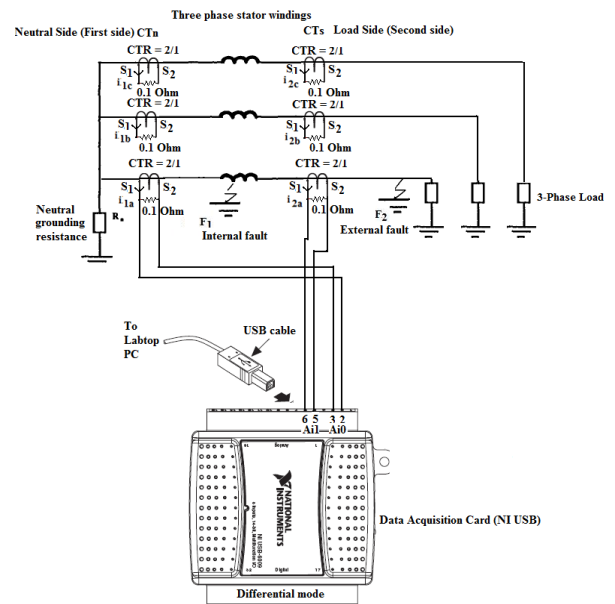 Three phase stator windings
Neutral Side (First side) CTn
CTs Load Side (Second side)
CTR = 2/1
CTR = 2/1
S1 S2
S1 S2
i1c
i2c
0.1 Ohm
0.1 Ohm
CTR = 2/1
CTR = 2/1
S1 S2
S1 S2
i1b
i2b
0.1 Ohm
0.1 Ohm
CTR = 2/1
CTR = 2/1
S1 S2
S1 S2
i1a
i2a
0.1 Ohm
0.1 Ohm
3-Phase Load
Neutral
grounding
resistance
F1
Internal fault
F2
External fault
To
Labtop
PC
USB cable
6 5 3 2
Ai1 Ai0
Analog
NATIONAL
INSTRUMENTS
Digital
17
Data Acquisition Card (NI USB)
Differential mode